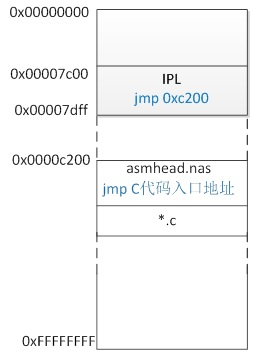 0x00000000
0x00007c00
IPL
jmp 0xc200
0x00007dff
0x0000c200
asmhead.nas
jmp C代码入口地址
*.c
0xFFFFFFFF